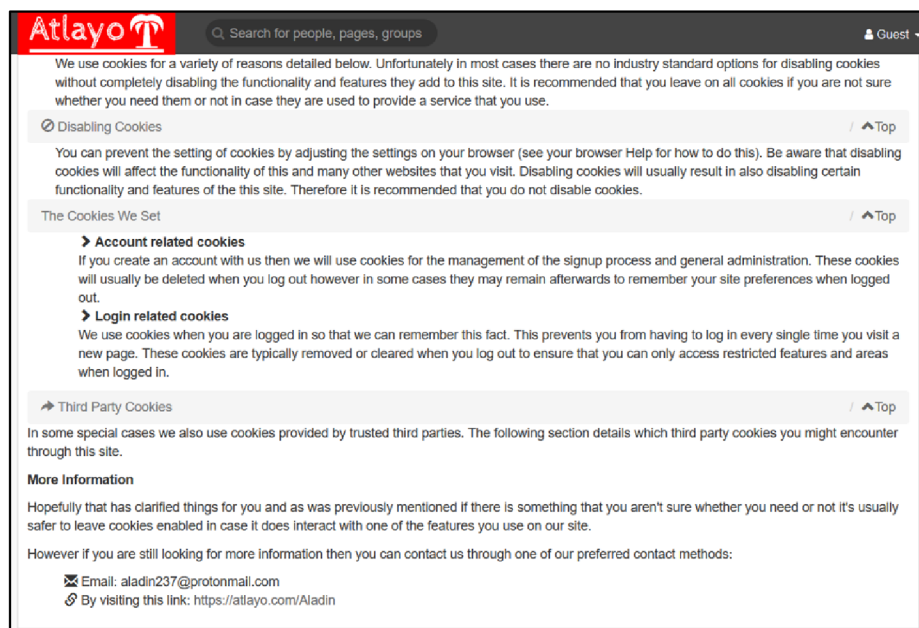 Atlayo
Search for people, pages, groups
Guest
We use cookies for a variety of reasons detailed below. Unfortunately in most cases there are no industry standard options for disabling cookies
without completely disabling the functionality and features they add to this site. It is recommended that you leave on all cookies if you are not sure
whether you need them or not in case they are used to provide a service that you use.
Disabling Cookies / Top
You can prevent the setting of cookies by adjusting the settings on your browser (see your browser Help for how to do this). Be aware that disabling
cookies will affect the functionality of this and many other websites that you visit. Disabling cookies will usually result in also disabling certain
functionality and features of the this site. Therefore it is recommended that you do not disable cookies.
The Cookies We Set / Top
Account related cookies
If you create an account with us then we will use cookies for the management of the signup process and general administration. These cookies
will usually be deleted when you log out however in some cases they may remain afterwards to remember your site preferences when logged
out.
Login related cookies
We use cookies when you are logged in so that we can remember this fact. This prevents you from having to log in every single time you visit a
new page. These cookies are typically removed or cleared when you log out to ensure that you can only access restricted features and areas
when logged in.
Third Party Cookies / Top
In some special cases we also use cookies provided by trusted third parties. The following section details which third party cookies you might encounter
through this site.
More Information
Hopefully that has clarified things for you and as was previously mentioned if there is something that you aren't sure whether you need or not it's usually
safer to leave cookies enabled in case it does interact with one of the features you use on our site.
However if you are still looking for more information then you can contact us through one of our preferred contact methods:
Email: aladin237@protonmail.com
By visiting this link: https://atlayo.com/Aladin